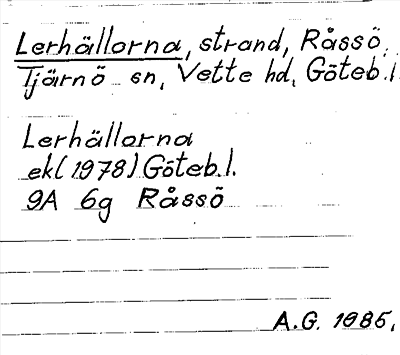 Lerhällorna, strand, Råssö,
Tjärnö sn, Vette hd, Göteb.l
Lerhällorna
ek(1978) Göteb.l.
9A 6g Råssö
A.G. 1985.